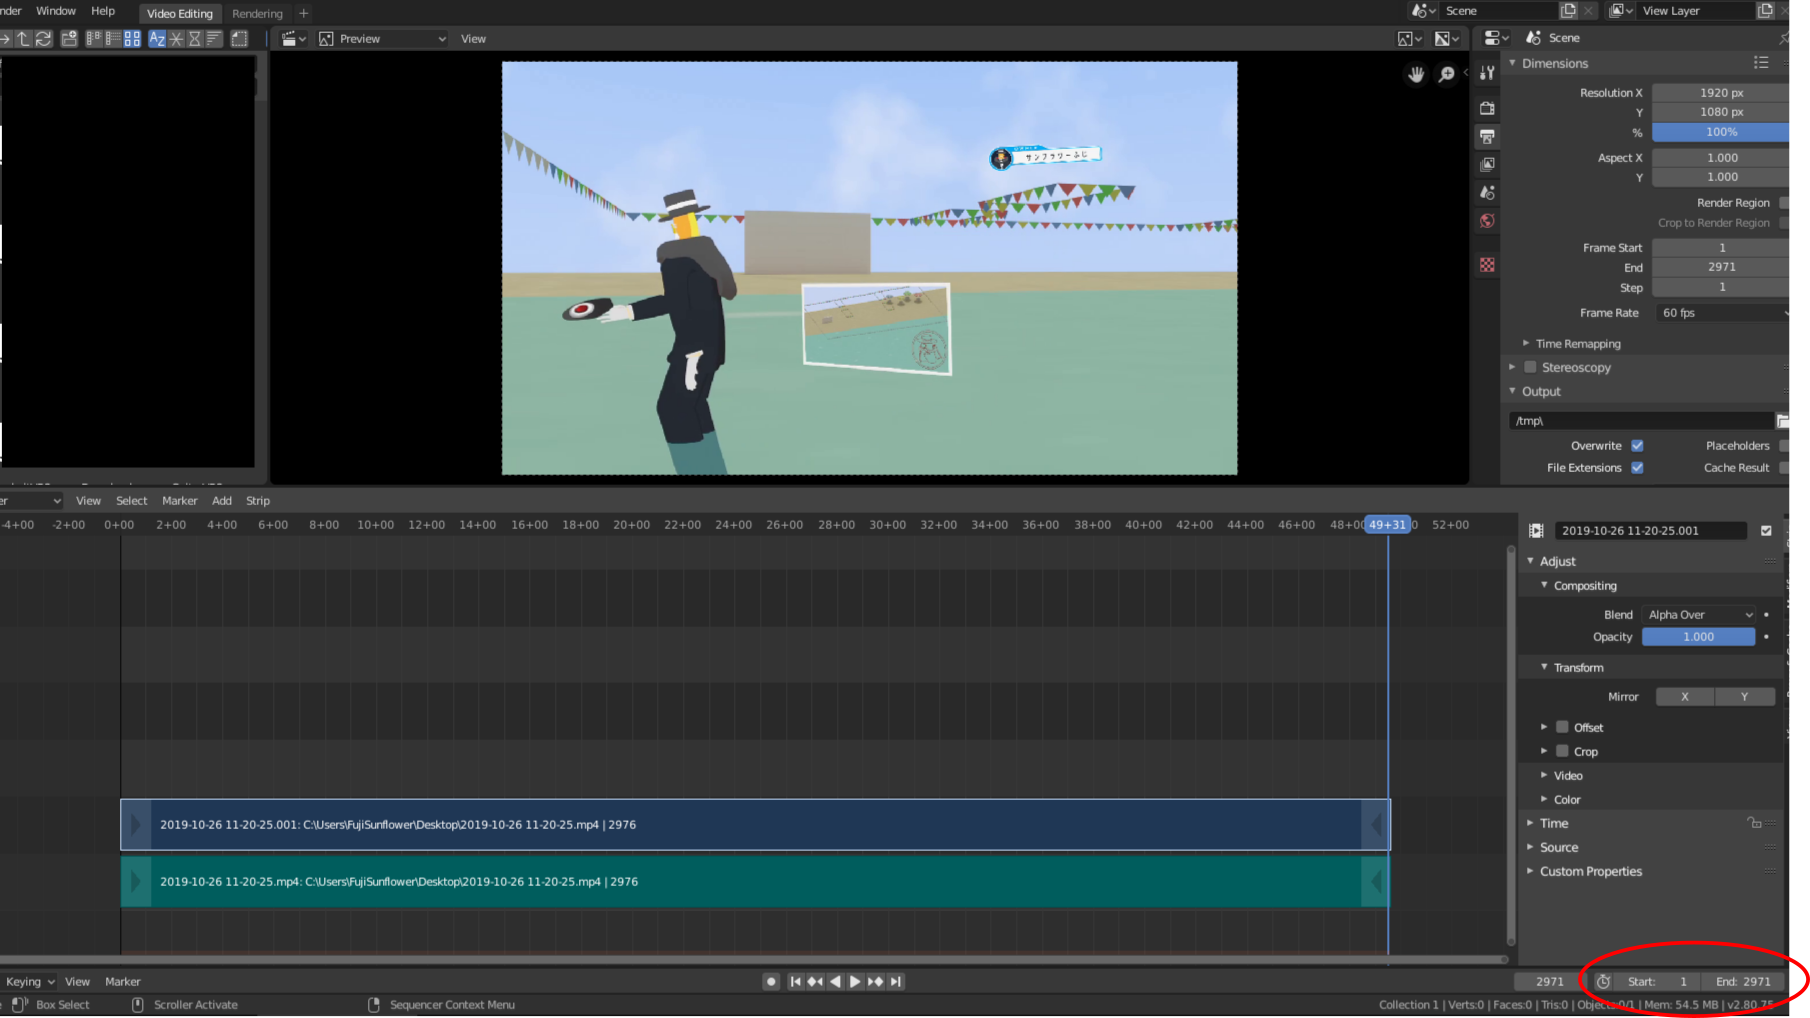 nder Window Help Video Editing Rendering + Scene View Layer
Preview View Scene
Dimensions
Resolution X 1920 px
Y 1080 px
% 100%
Aspect X 1.000
Y 1.000
Render Region
Crop to Render Region
Frame Start 1
End 2971
Step 1
Frame Rate 60 fps
Time Remapping
Stereoscopy
Output
/tmp\
Overwrite Placeholders
File Extensions Cache Result
サンフラワーふじ
er View Select Marker Add Strip
-4+00 -2+00 0+00 2+00 4+00 6+00 8+00 10+00 12+00 14+00 16+00 18+00 20+00 22+00 24+00 26+00 28+00 30+00 32+00 34+00 36+00 38+00 40+00 42+00 44+00 46+00 48+00 49+31 0 52+00
2019-10-26 11-20-25.001
Adjust
Compositing
Blend Alpha Over
Opacity 1.000
Transform
Mirror X Y
Offset
Crop
Video
Color
Time
Source
Custom Properties
2019-10-26 11-20-25.001: C:\Users\FujiSunflower\Desktop\2019-10-26 11-20-25.mp4 | 2976
2019-10-26 11-20-25.mp4: C:\Users\FujiSunflower\Desktop\2019-10-26 11-20-25.mp4 | 2976
Keying View Marker 2971 Start: 1 End: 2971
Box Select Scroller Activate Sequencer Context Menu Collection 1 | Verts:0 | Faces:0 | Tris:0 | Objects:0/1 | Mem: 54.5 MB | v2.80.75